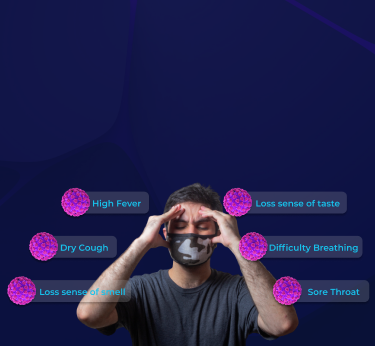 High Fever
Loss sense of taste
Dry Cough
Difficulty Breathing
Loss sense of smell
Sore Throat